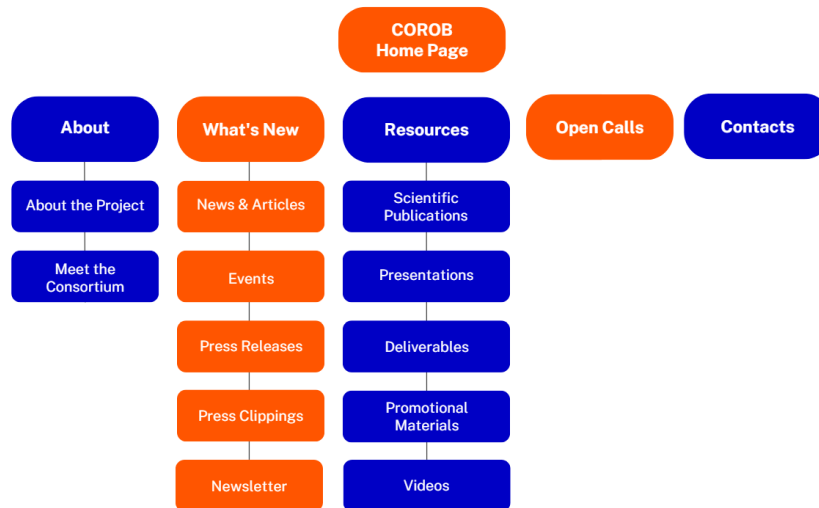 COROB
Home Page
About
What's New
Resources
Open Calls
Contacts
About the Project
News & Articles
Scientific
Publications
Meet the
Consortium
Events
Presentations
Press Releases
Deliverables
Press Clippings
Promotional
Materials
Newsletter
Videos